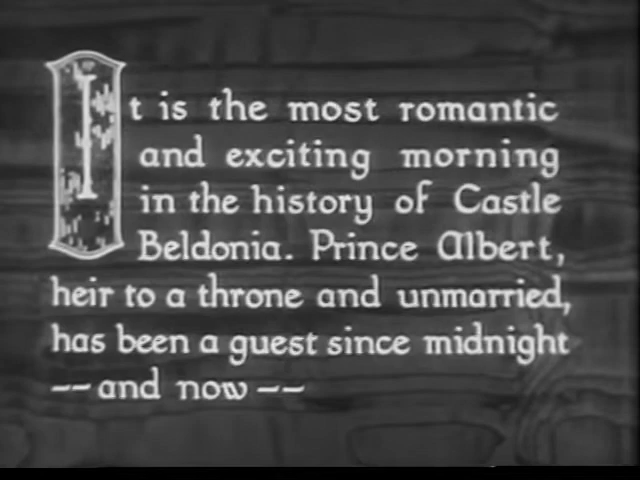 It is the most romantic
and exciting morning
in the history of Castle
Beldonia. Prince Albert,
heir to a throne and unmarried,
has been a guest since midnight
-- and now --